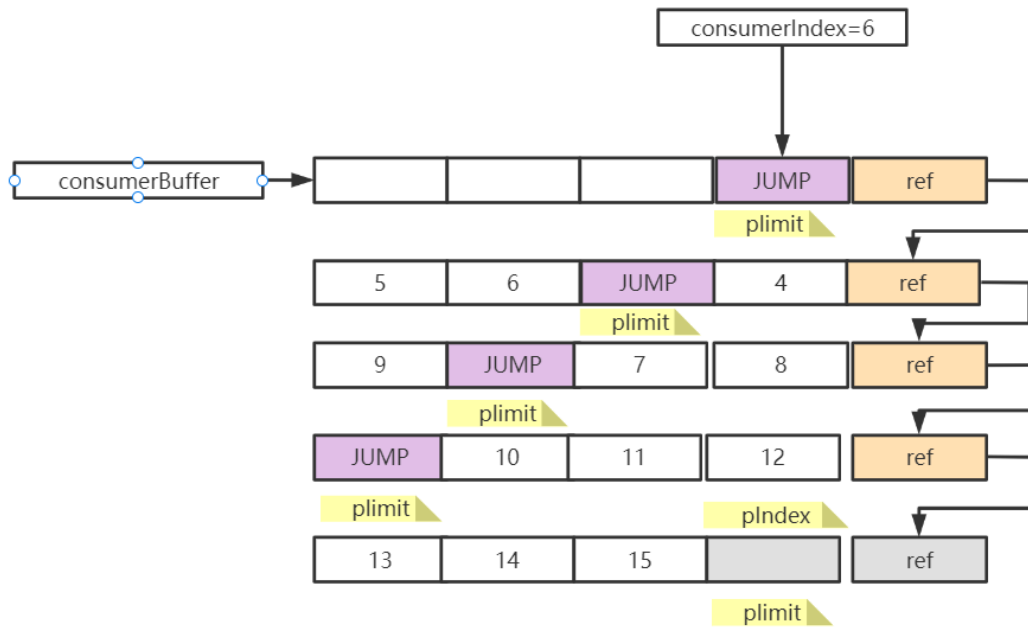 consumerIndex=6
consumerBuffer
JUMP ref
plimit
5 6 JUMP 4 ref
plimit
9 JUMP 7 8 ref
plimit
JUMP 10 11 12 ref
plimit pIndex
13 14 15 ref
plimit